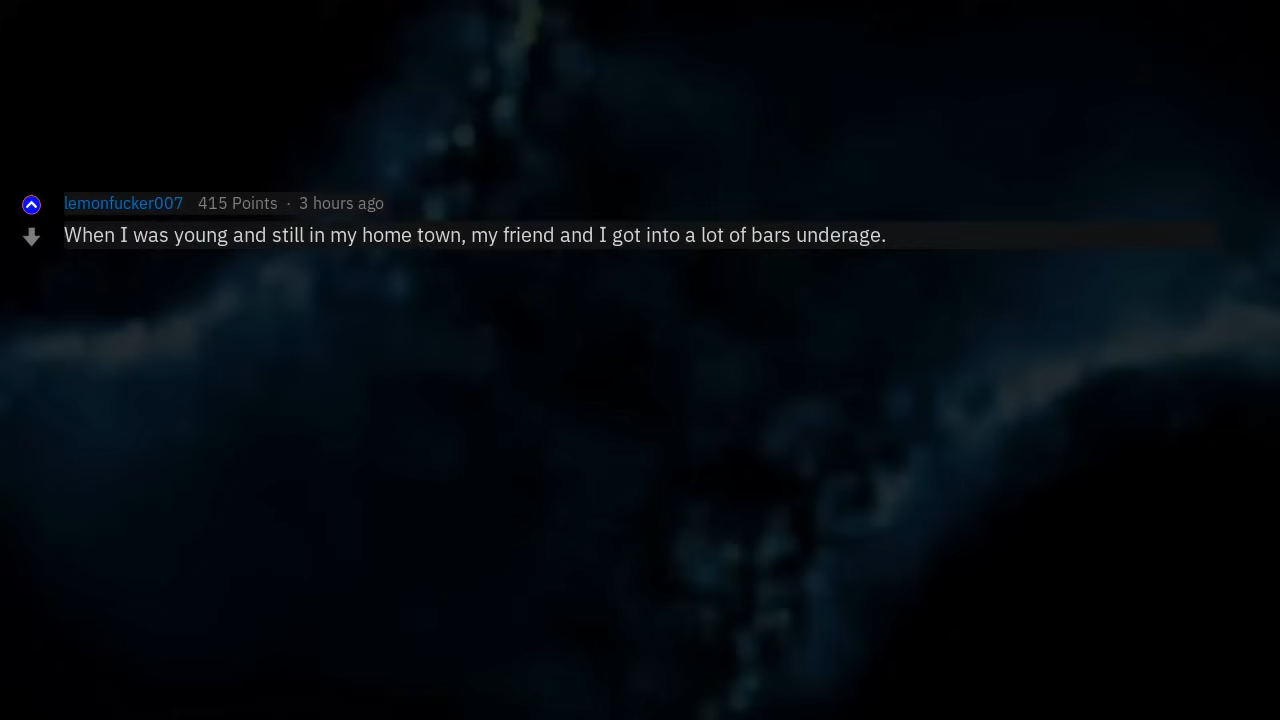 lemonfucker007 415 Points · 3 hours ago
When I was young and still in my home town, my friend and I got into a lot of bars underage.